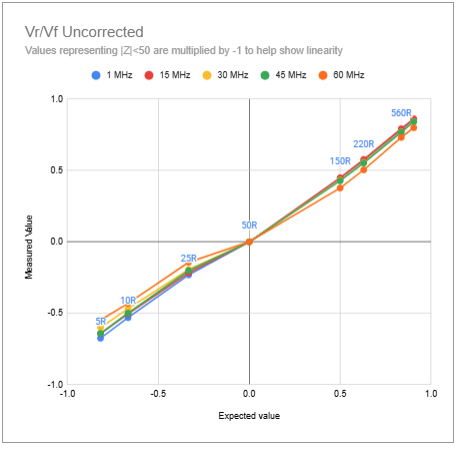 Vr/Vf Uncorrected
Values representing |Z|<50 are multiplied by -1 to help show linearity
1 MHz 15 MHz 30 MHz 45 MHz 60 MHz
1.0
560R
220R
150R
0.5
50R
0.0
25R
10R
-0.5
5R
-1.0
Measured Value
-1.0 -0.5 0.0 0.5 1.0
Expected value